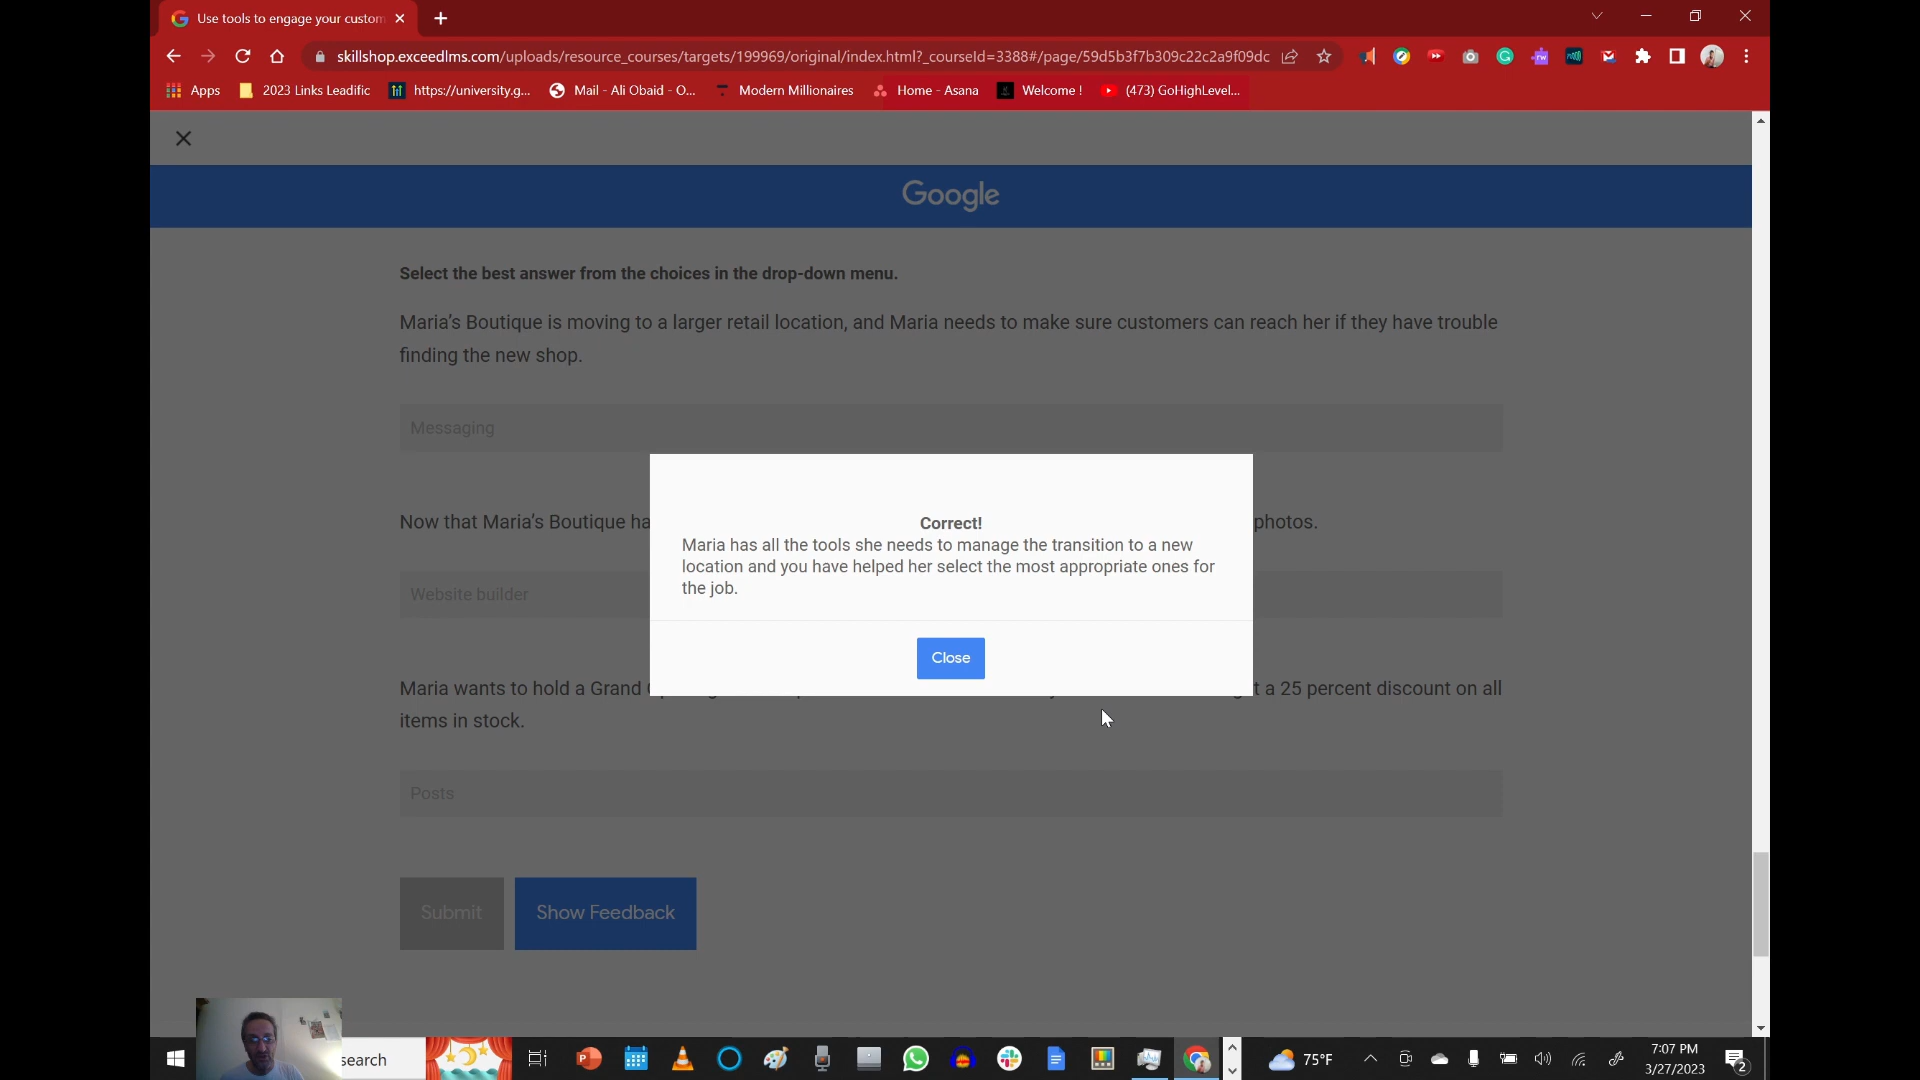 Use tools to engage your custom
skillshop.exceedlms.com/uploads/resource_courses/targets/199969/original/index.html?_courseId=3388#/page/59d5b3f7b309c22c2a9f09dc
Apps
2023 Links Leadific
https://university.g...
Mail - Ali Obaid - O...
Modern Millionaires
Home - Asana
Welcome !
(473) GoHighLevel...
Google
Select the best answer from the choices in the drop-down menu.
Maria’s Boutique is moving to a larger retail location, and Maria needs to make sure customers can reach her if they have trouble
finding the new shop.
Messaging
Now that Maria’s Boutique ha
photos.
Website builder
Correct!
Maria has all the tools she needs to manage the transition to a new
location and you have helped her select the most appropriate ones for
the job.
Close
Maria wants to hold a Grand
t a 25 percent discount on all
items in stock.
Posts
Submit
Show Feedback
search
75°F
7:07 PM
3/27/2023
2